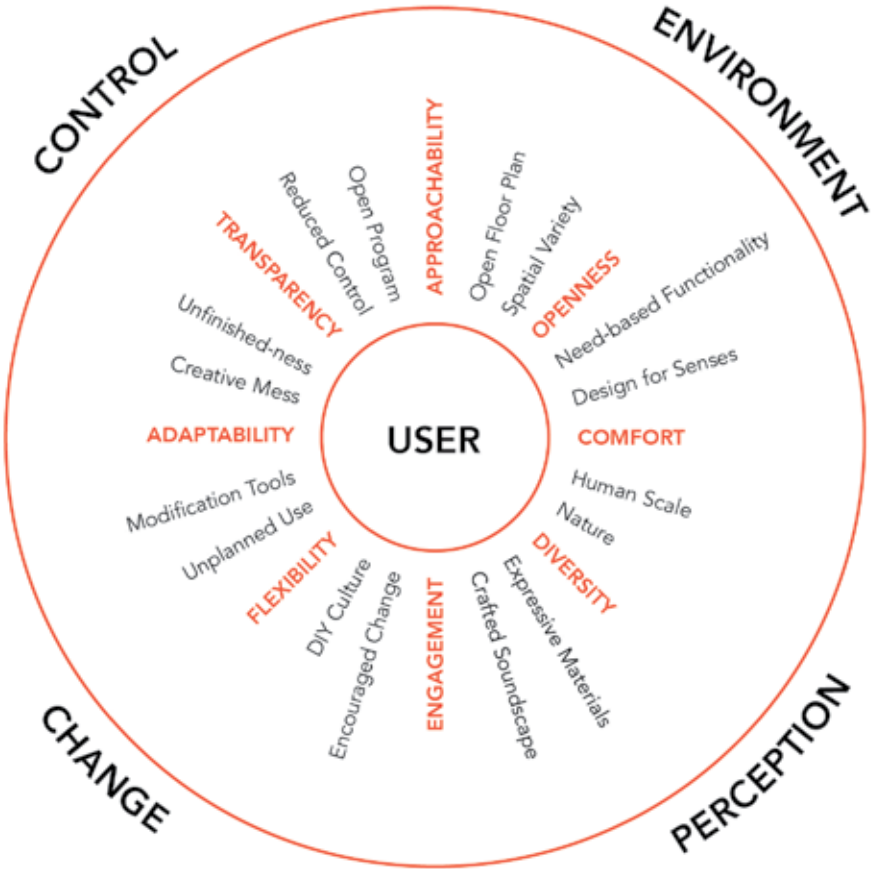 CONTROL
ENVIRONMENT
PERCEPTION
CHANGE
USER
APPROACHABILITY
Open Floor Plan
Spatial Variety
OPENNESS
Need-based Functionality
Design for Senses
COMFORT
Human Scale
Nature
DIVERSITY
Expressive Materials
Crafted Soundscape
ENGAGEMENT
Encouraged Change
DIY Culture
FLEXIBILITY
Unplanned Use
Modification Tools
ADAPTABILITY
Creative Mess
Unfinished-ness
TRANSPARENCY
Reduced Control
Open Program